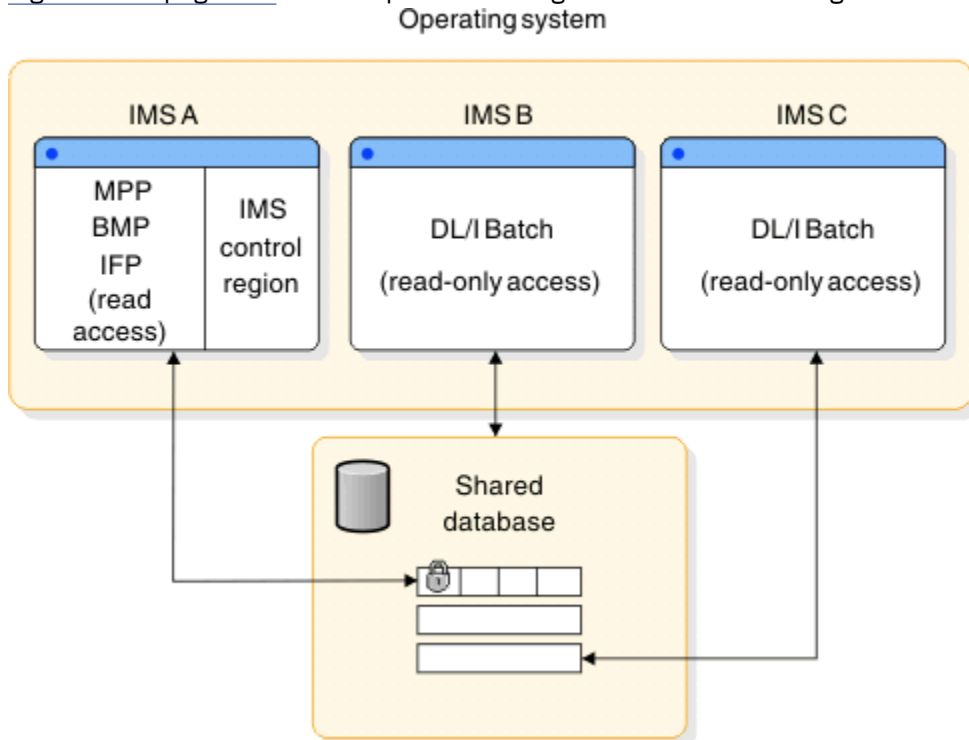 Operating system
IMS A
IMS B
IMS C
MPP
BMP
IFP
(read
access)
IMS
control
region
DL/I Batch
(read-only access)
DL/I Batch
(read-only access)
Shared
database